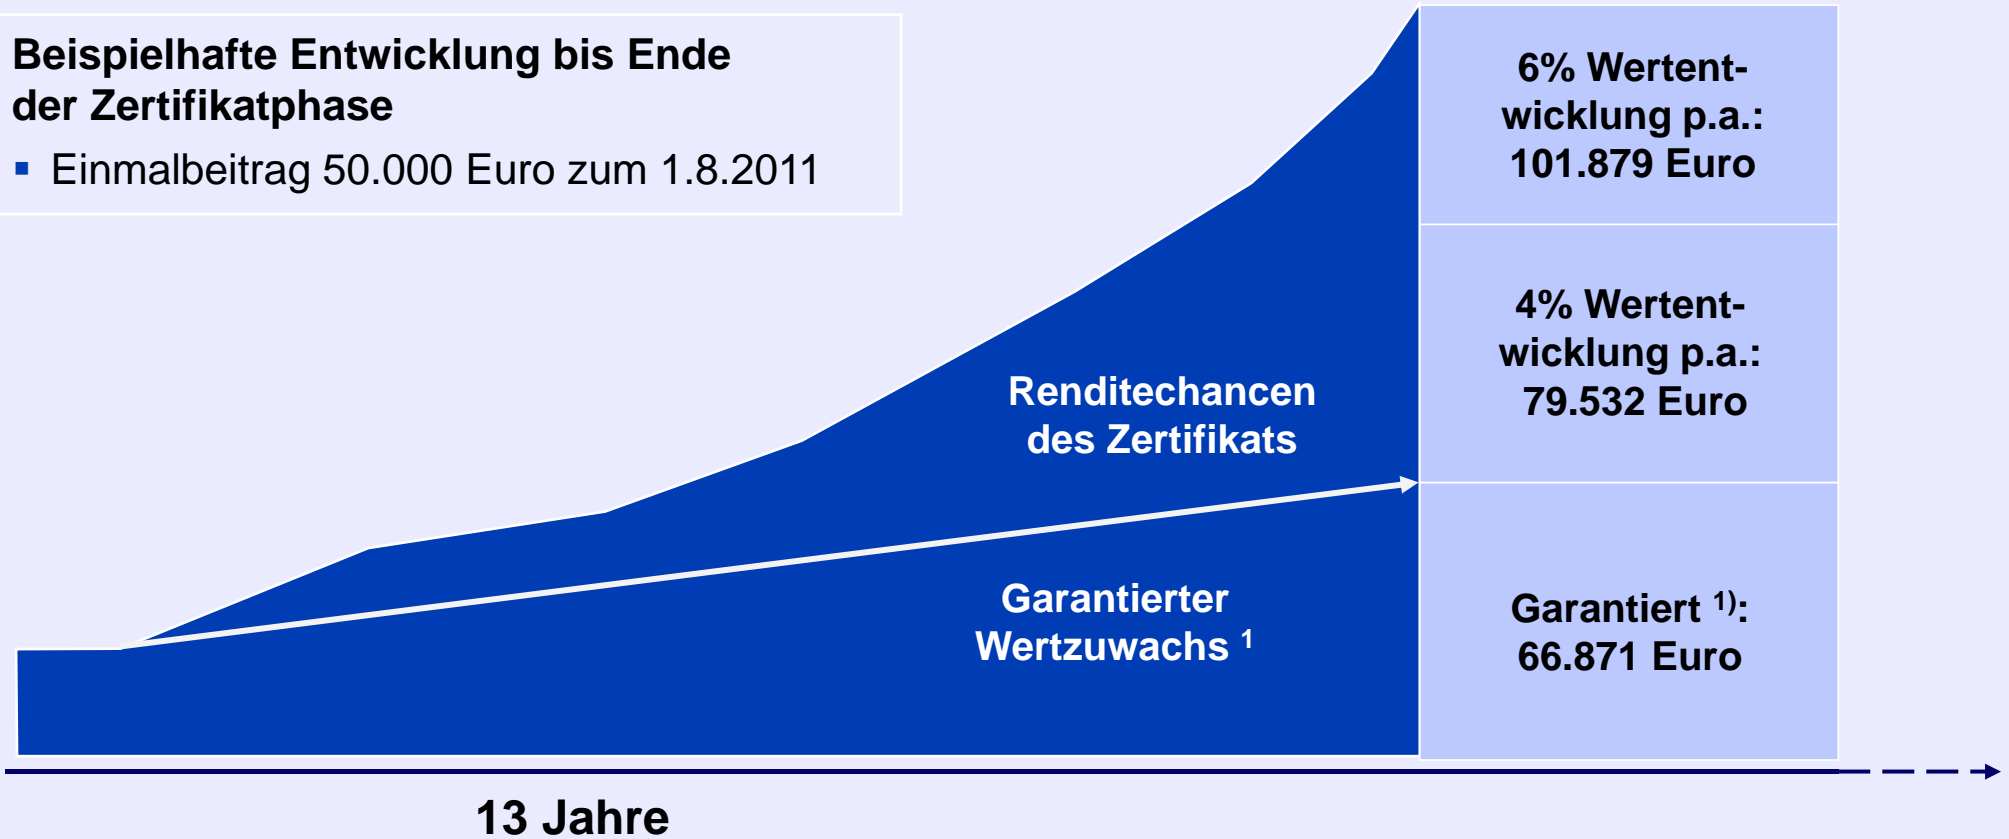 Beispielhafte Entwicklung bis Ende
der Zertifikatphase
▪ Einmalbeitrag 50.000 Euro zum 1.8.2011
6% Wertent-
wicklung p.a.:
101.879 Euro
4% Wertent-
wicklung p.a.:
79.532 Euro
Renditechancen
des Zertifikats
Garantierter
Wertzuwachs ¹
Garantiert ¹⁾:
66.871 Euro
13 Jahre